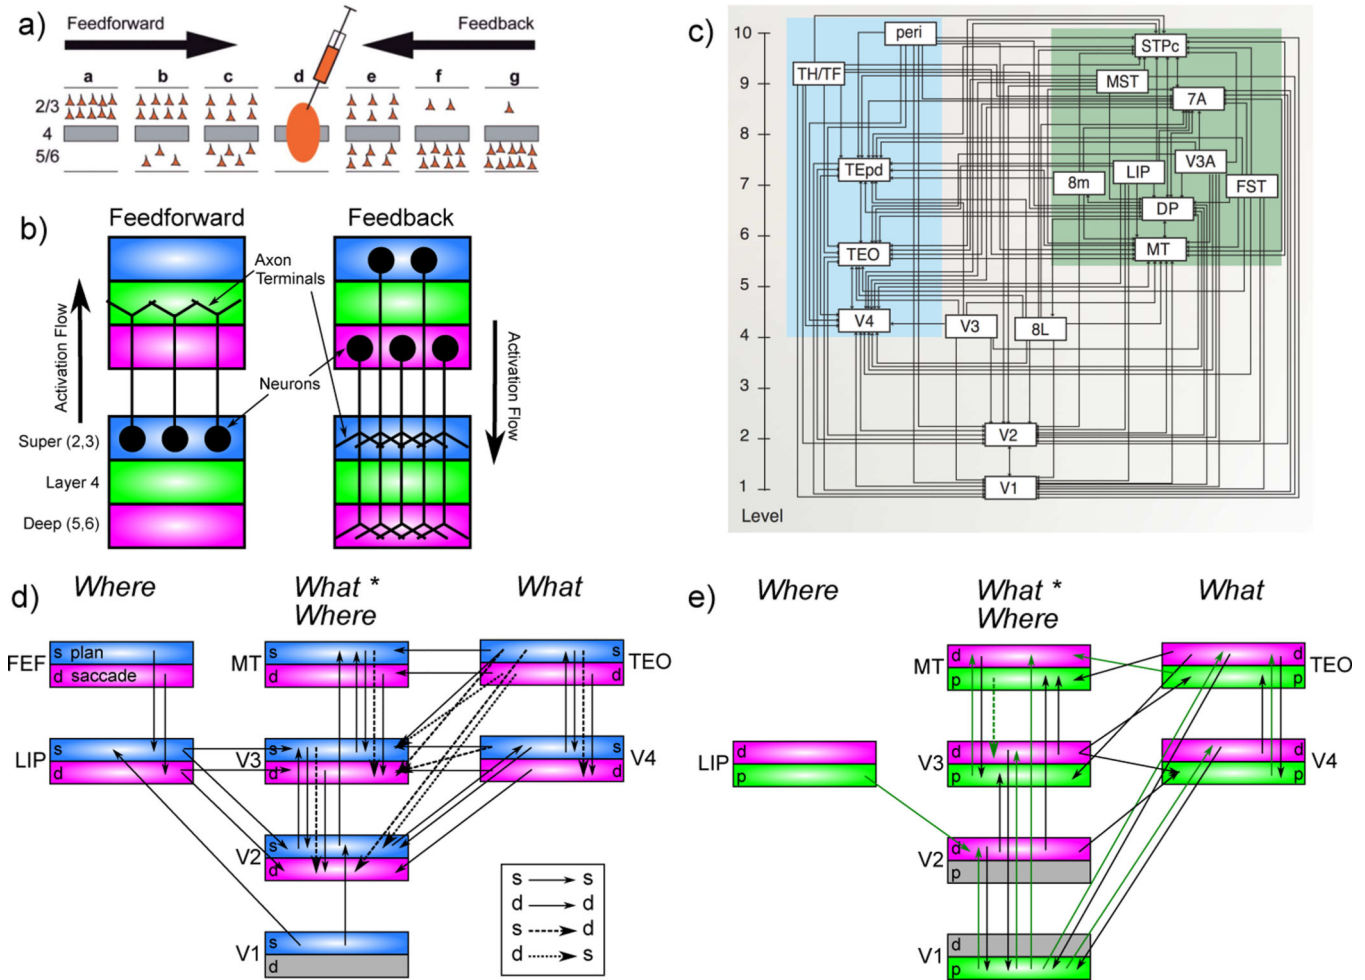 a)
Feedforward
Feedback
a b c d e f g
2/3
4
5/6
b)
Feedforward
Feedback
Axon
Terminals
Activation Flow
Neurons
Activation Flow
Super (2,3)
Layer 4
Deep (5,6)
c)
10
9
8
7
6
5
4
3
2
1
Level
peri
STPc
TH/TF
MST
7A
TEpd
8m
LIP
V3A
FST
DP
TEO
MT
V4
V3
8L
V2
V1
d)
Where
What *
Where
What
FEF
s plan
d saccade
MT
s
d
s
d
TEO
LIP
s
d
V3
s
d
s
d
V4
V2
s
d
V1
s
d
s s
d d
s d
d s
e)
Where
What *
Where
What
MT
d
p
d
p
TEO
LIP
d
p
V3
d
p
d
p
V4
V2
d
p
V1
d
p